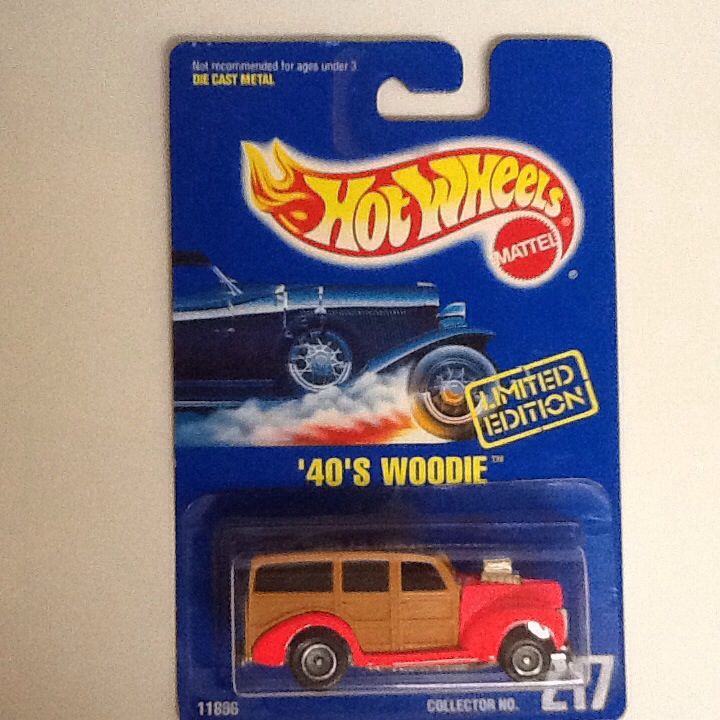 Not recommended for ages under 3
DIE CAST METAL
HOT WHEELS®
MATTEL
®
LIMITED
EDITION
'40'S WOODIE™
11896
COLLECTOR NO. 217